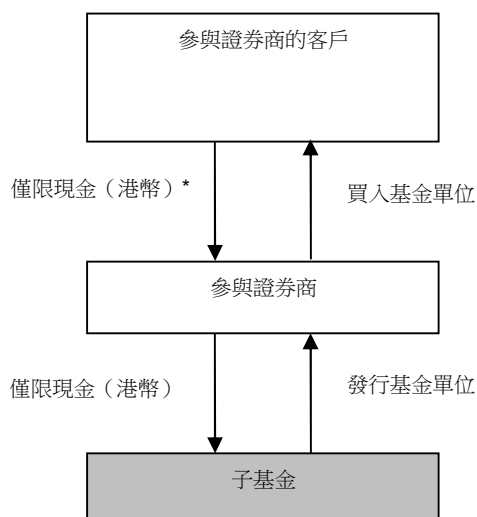 參與證券商的客戶
僅限現金（港幣）*
買入基金單位
參與證券商
僅限現金（港幣）
發行基金單位
子基金